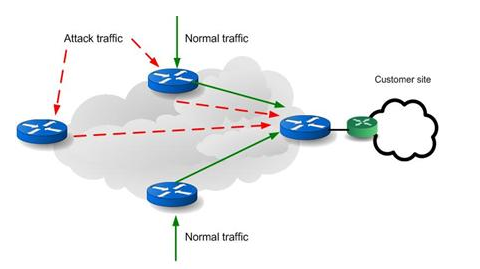 Attack traffic
Normal traffic
Customer site
Normal traffic